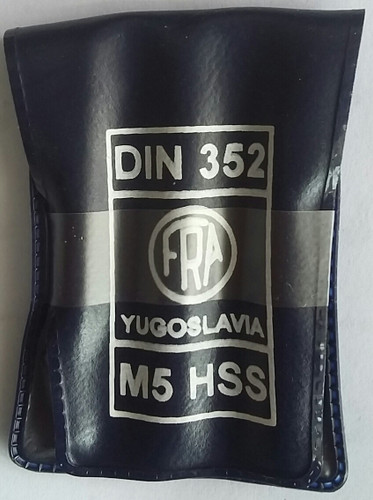 DIN 352
FRA
YUGOSLAVIA
M5 HSS